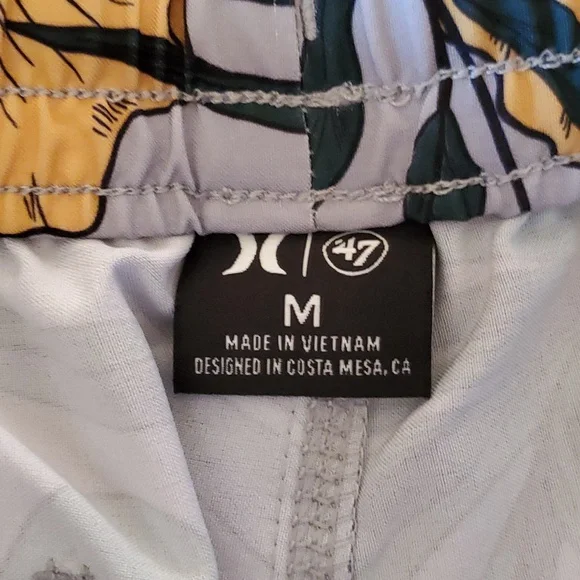 '47
M
MADE IN VIETNAM
DESIGNED IN COSTA MESA, CA